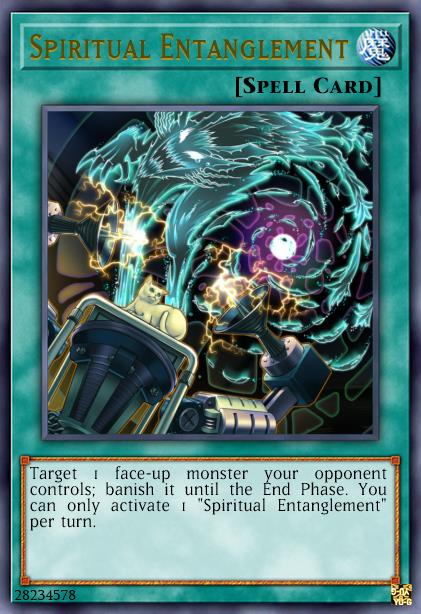 Spiritual Entanglement
魔
[Spell Card]
Target 1 face-up monster your opponent
controls; banish it until the End Phase. You
can only activate 1 "Spiritual Entanglement"
per turn.
28234578